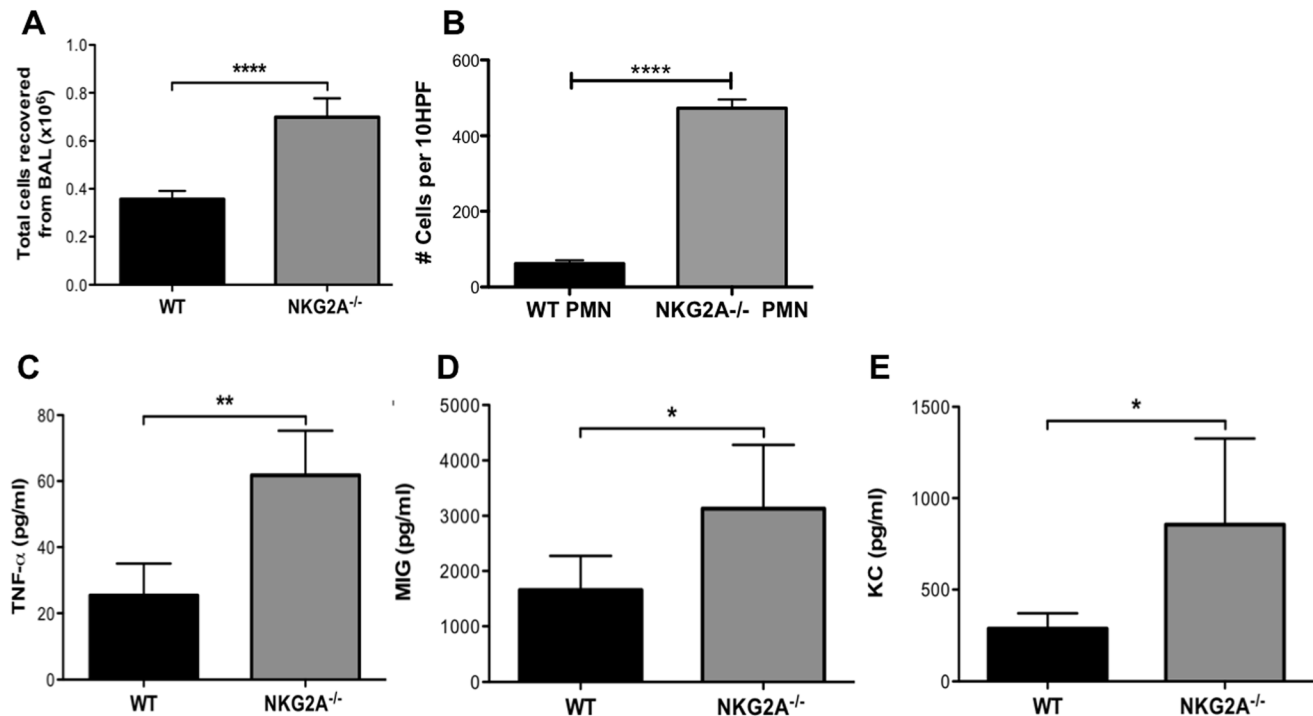 A
Total cells recovered
from BAL (x10⁶)
1.0
0.8
0.6
0.4
0.2
0.0
****
WT
NKG2A⁻/⁻
B
# Cells per 10HPF
600
400
200
0
****
WT PMN
NKG2A-/- PMN
C
TNF-α (pg/ml)
80
60
40
20
0
**
WT
NKG2A⁻/⁻
D
MIG (pg/ml)
5000
4000
3000
2000
1000
0
*
WT
NKG2A⁻/⁻
E
KC (pg/ml)
1500
1000
500
0
*
WT
NKG2A⁻/⁻